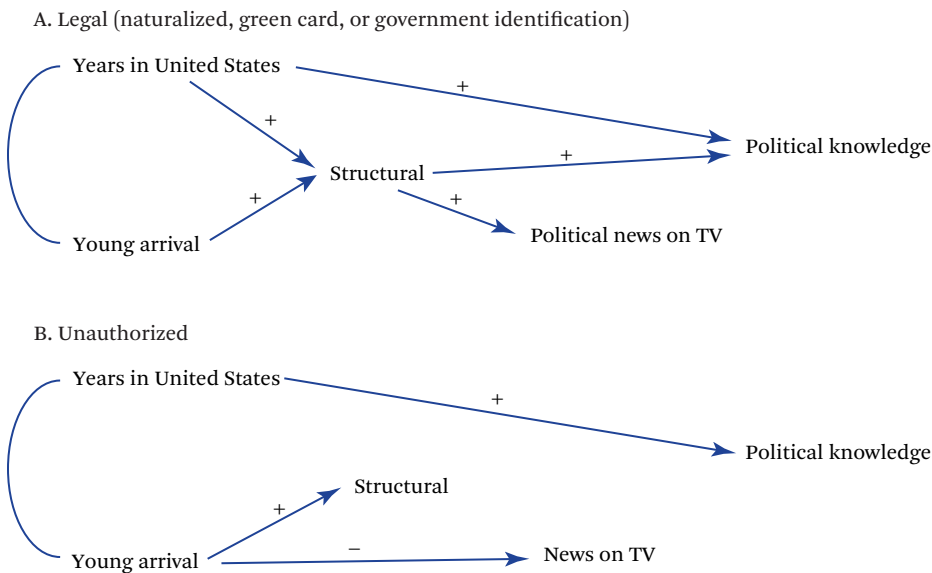 A. Legal (naturalized, green card, or government identification)
Years in United States
+
+
Political knowledge
+
Structural
+
+
Political news on TV
Young arrival
B. Unauthorized
Years in United States
+
Political knowledge
Structural
+
–
News on TV
Young arrival